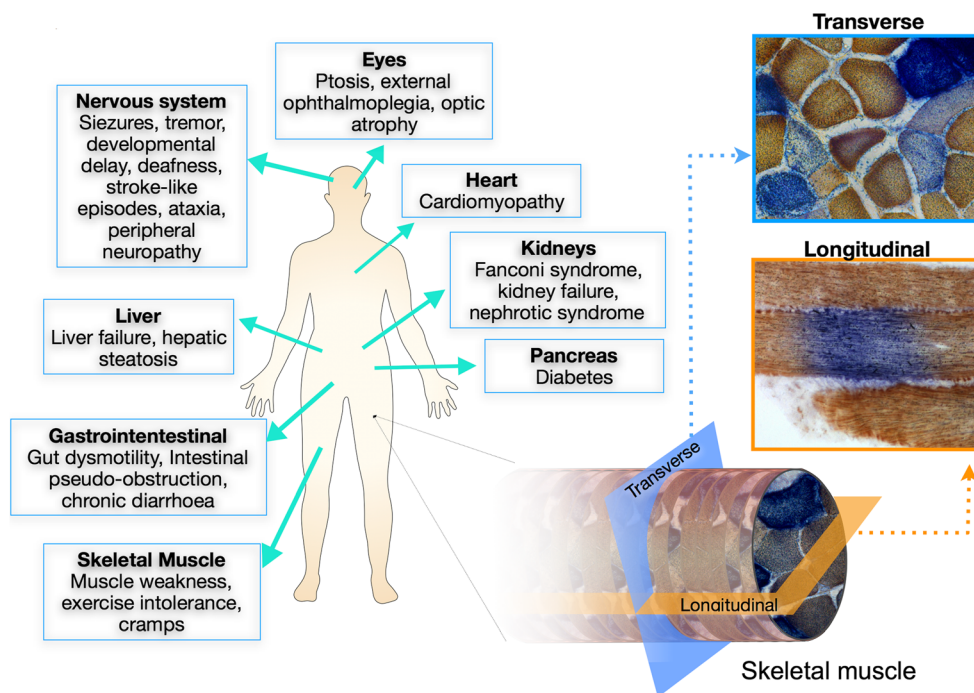 Eyes
Ptosis, external
ophthalmoplegia, optic
atrophy
Nervous system
Siezures, tremor,
developmental
delay, deafness,
stroke-like
episodes, ataxia,
peripheral
neuropathy
Heart
Cardiomyopathy
Kidneys
Fanconi syndrome,
kidney failure,
nephrotic syndrome
Liver
Liver failure, hepatic
steatosis
Pancreas
Diabetes
Gastrointentestinal
Gut dysmotility, Intestinal
pseudo-obstruction,
chronic diarrhoea
Skeletal Muscle
Muscle weakness,
exercise intolerance,
cramps
Transverse
Longitudinal
Transverse
Longitudinal
Skeletal muscle